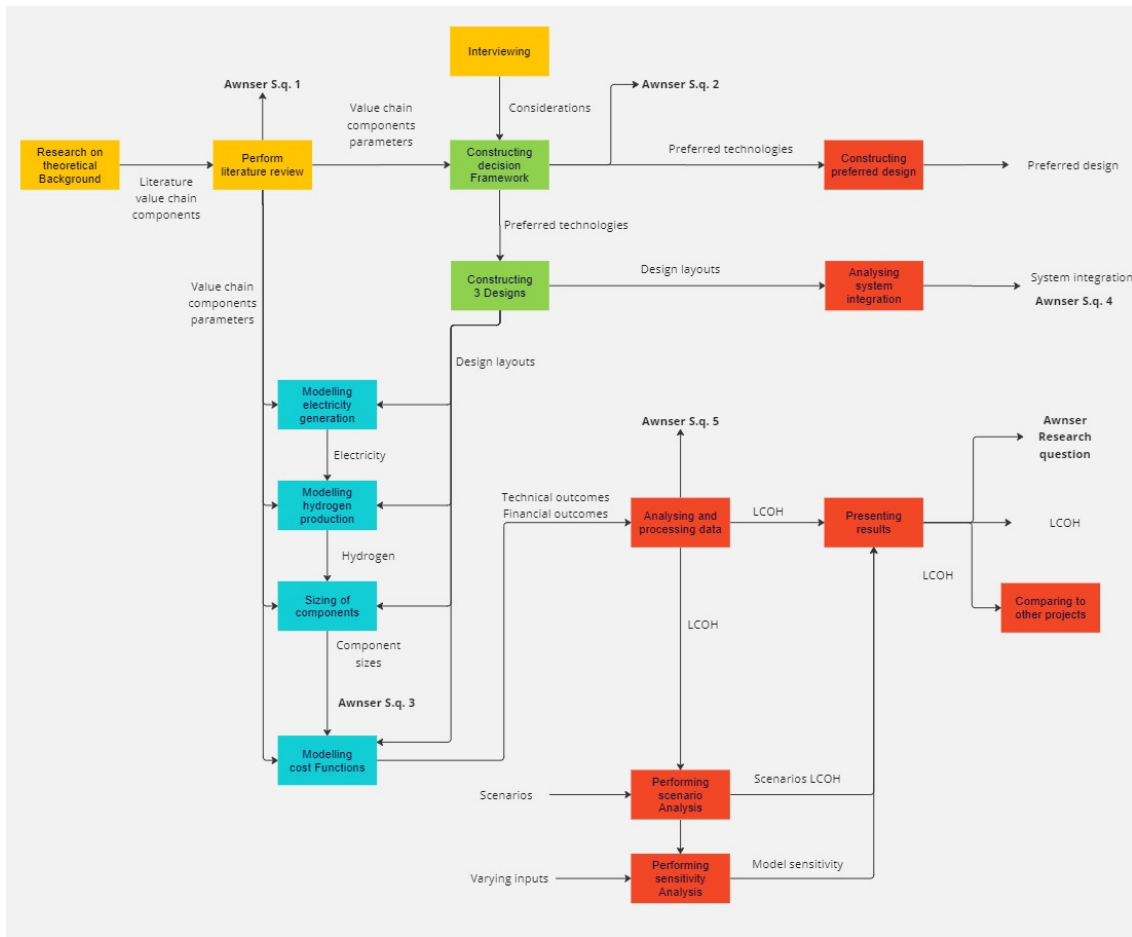 Interviewing
Awnser S.q. 1
Awnser S.q. 2
Value chain
components
parameters
Considerations
Research on
theoretical
Background
Perform
literature review
Constructing
decision
Framework
Preferred technologies
Constructing
preferred design
Preferred design
Literature
value chain
components
Preferred technologies
Value chain
components
parameters
Constructing
3 Designs
Design layouts
Analysing
system
integration
System integration
Awnser S.q. 4
Design layouts
Modelling
electricity
generation
Electricity
Awnser S.q. 5
Awnser
Research
question
Modelling
hydrogen
production
Technical outcomes
Financial outcomes
Analysing and
processing data
LCOH
Presenting
results
LCOH
Hydrogen
LCOH
Sizing of
components
Comparing to
other projects
LCOH
Component
sizes
Awnser S.q. 3
Modelling
cost Functions
Scenarios
Performing
scenario
Analysis
Scenarios LCOH
Varying inputs
Performing
sensitivity
Analysis
Model sensitivity